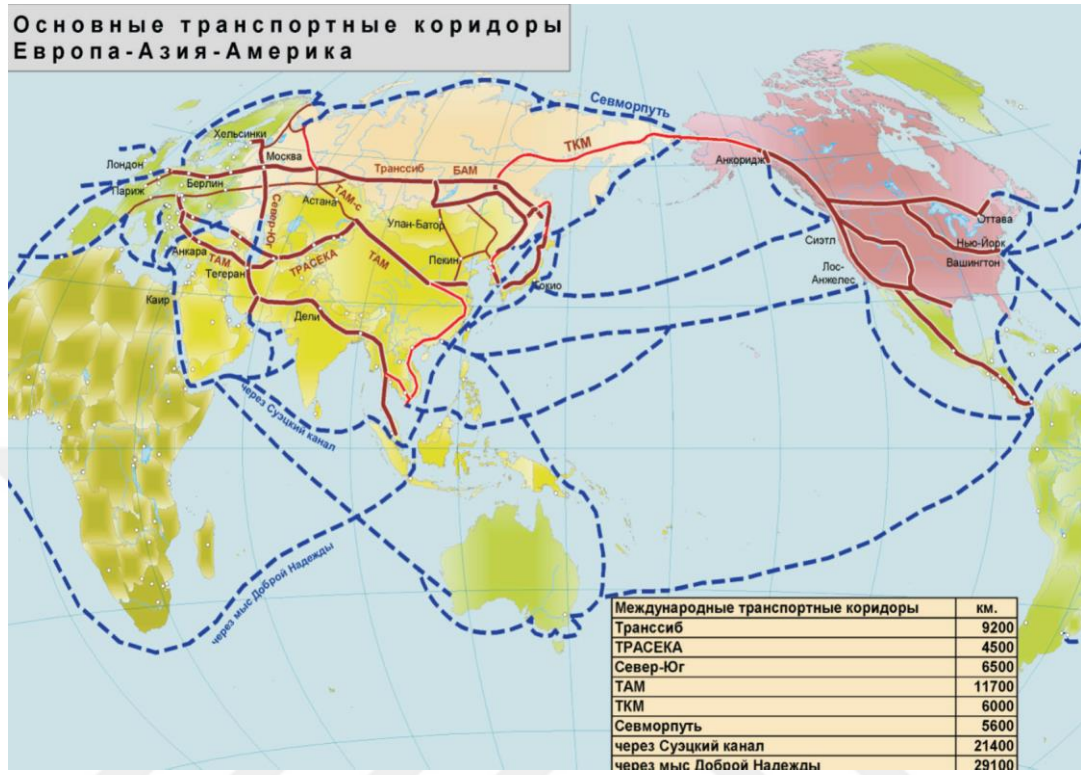 Основные транспортные коридоры
Европа-Азия-Америка
Севморпуть
ТКМ
Хельсинки
Москва
Лондон
Транссиб
БАМ
Анкоридж
Париж
Берлин
ТАМ-с
Астана
Север-Юг
Улан-Батор
Оттава
Сиэтл
Нью-Йорк
Анкара
ТАМ
Пекин
Вашингтон
Тегеран
ТРАСЕКА
ТАМ
Лос-
Анжелес
Каир
Токио
Дели
через Суэцкий канал
через мыс Доброй Надежды
Международные транспортные коридоры км.
Транссиб 9200
ТРАСЕКА 4500
Север-Юг 6500
ТАМ 11700
ТКМ 6000
Севморпуть 5600
через Суэцкий канал 21400
через мыс Доброй Надежды 29100